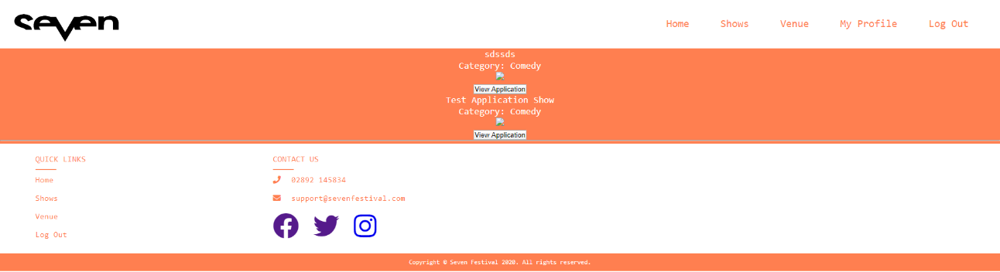 seven
Home Shows Venue My Profile Log Out
sdssds
Category: Comedy
View Application
Test Application Show
Category: Comedy
View Application
QUICK LINKS
Home
Shows
Venue
Log Out
CONTACT US
02892 145834
support@sevenfestival.com
Copyright © Seven Festival 2020. All rights reserved.